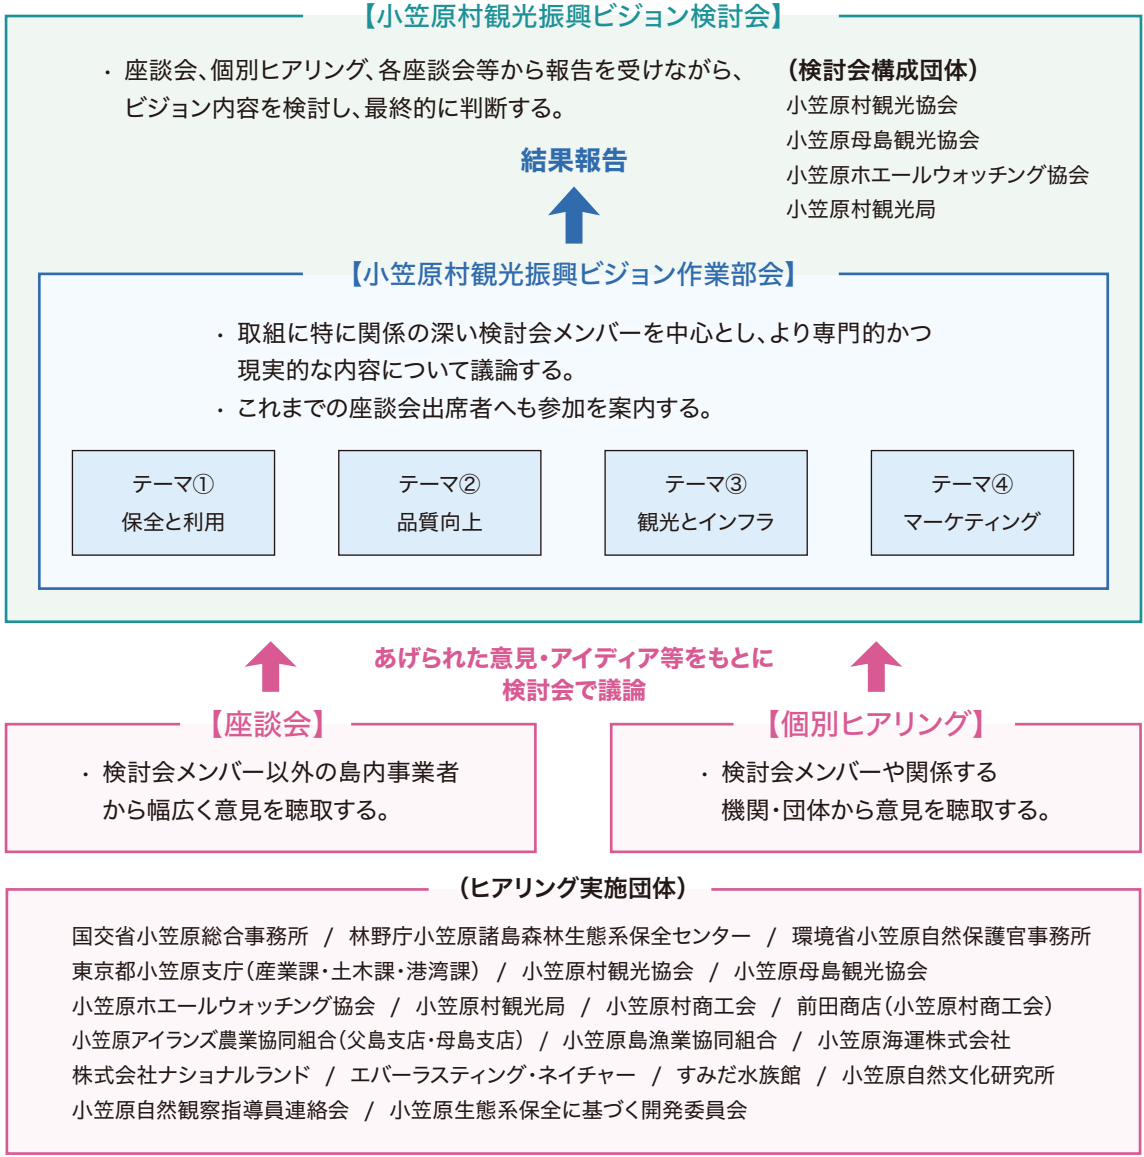 【小笠原村観光振興ビジョン検討会】
・ 座談会、個別ヒアリング、各座談会等から報告を受けながら、
ビジョン内容を検討し、最終的に判断する。
（検討会構成団体）
小笠原村観光協会
小笠原母島観光協会
小笠原ホエールウォッチング協会
小笠原村観光局
結果報告
【小笠原村観光振興ビジョン作業部会】
・ 取組に特に関係の深い検討会メンバーを中心とし、より専門的かつ
現実的な内容について議論する。
・ これまでの座談会出席者へも参加を案内する。
テーマ①
保全と利用
テーマ②
品質向上
テーマ③
観光とインフラ
テーマ④
マーケティング
あげられた意見・アイディア等をもとに
検討会で議論
【座談会】
・ 検討会メンバー以外の島内事業者
から幅広く意見を聴取する。
【個別ヒアリング】
・ 検討会メンバーや関係する
機関・団体から意見を聴取する。
（ヒアリング実施団体）
国交省小笠原総合事務所 / 林野庁小笠原諸島森林生態系保全センター / 環境省小笠原自然保護官事務所
東京都小笠原支庁（産業課・土木課・港湾課） / 小笠原村観光協会 / 小笠原母島観光協会
小笠原ホエールウォッチング協会 / 小笠原村観光局 / 小笠原村商工会 / 前田商店（小笠原村商工会）
小笠原アイランズ農業協同組合（父島支店・母島支店） / 小笠原島漁業協同組合 / 小笠原海運株式会社
株式会社ナショナルランド / エバーラスティング・ネイチャー / すみだ水族館 / 小笠原自然文化研究所
小笠原自然観察指導員連絡会 / 小笠原生態系保全に基づく開発委員会